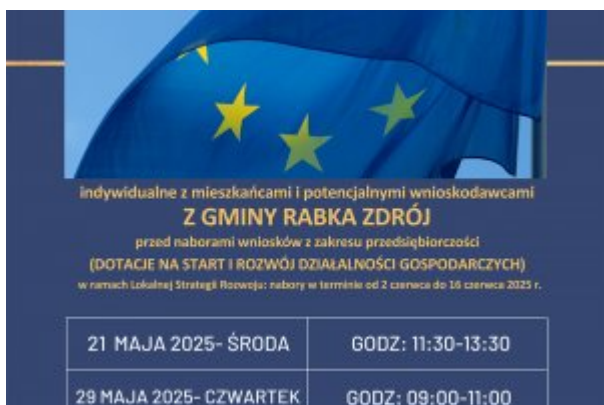 indywidualne z mieszkańcami i potencjalnymi wnioskodawcami
Z GMINY RABKA ZDRÓJ
przed naborami wniosków z zakresu przedsiębiorczości
(DOTACJE NA START I ROZWÓJ DZIAŁALNOŚCI GOSPODARCZYCH)
w ramach Lokalnej Strategii Rozwoju: nabory w terminie od 2 czerwca do 16 czerwca 2025 r.
21 MAJA 2025- ŚRODA GODZ: 11:30-13:30
29 MAJA 2025- CZWARTEK GODZ: 09:00-11:00